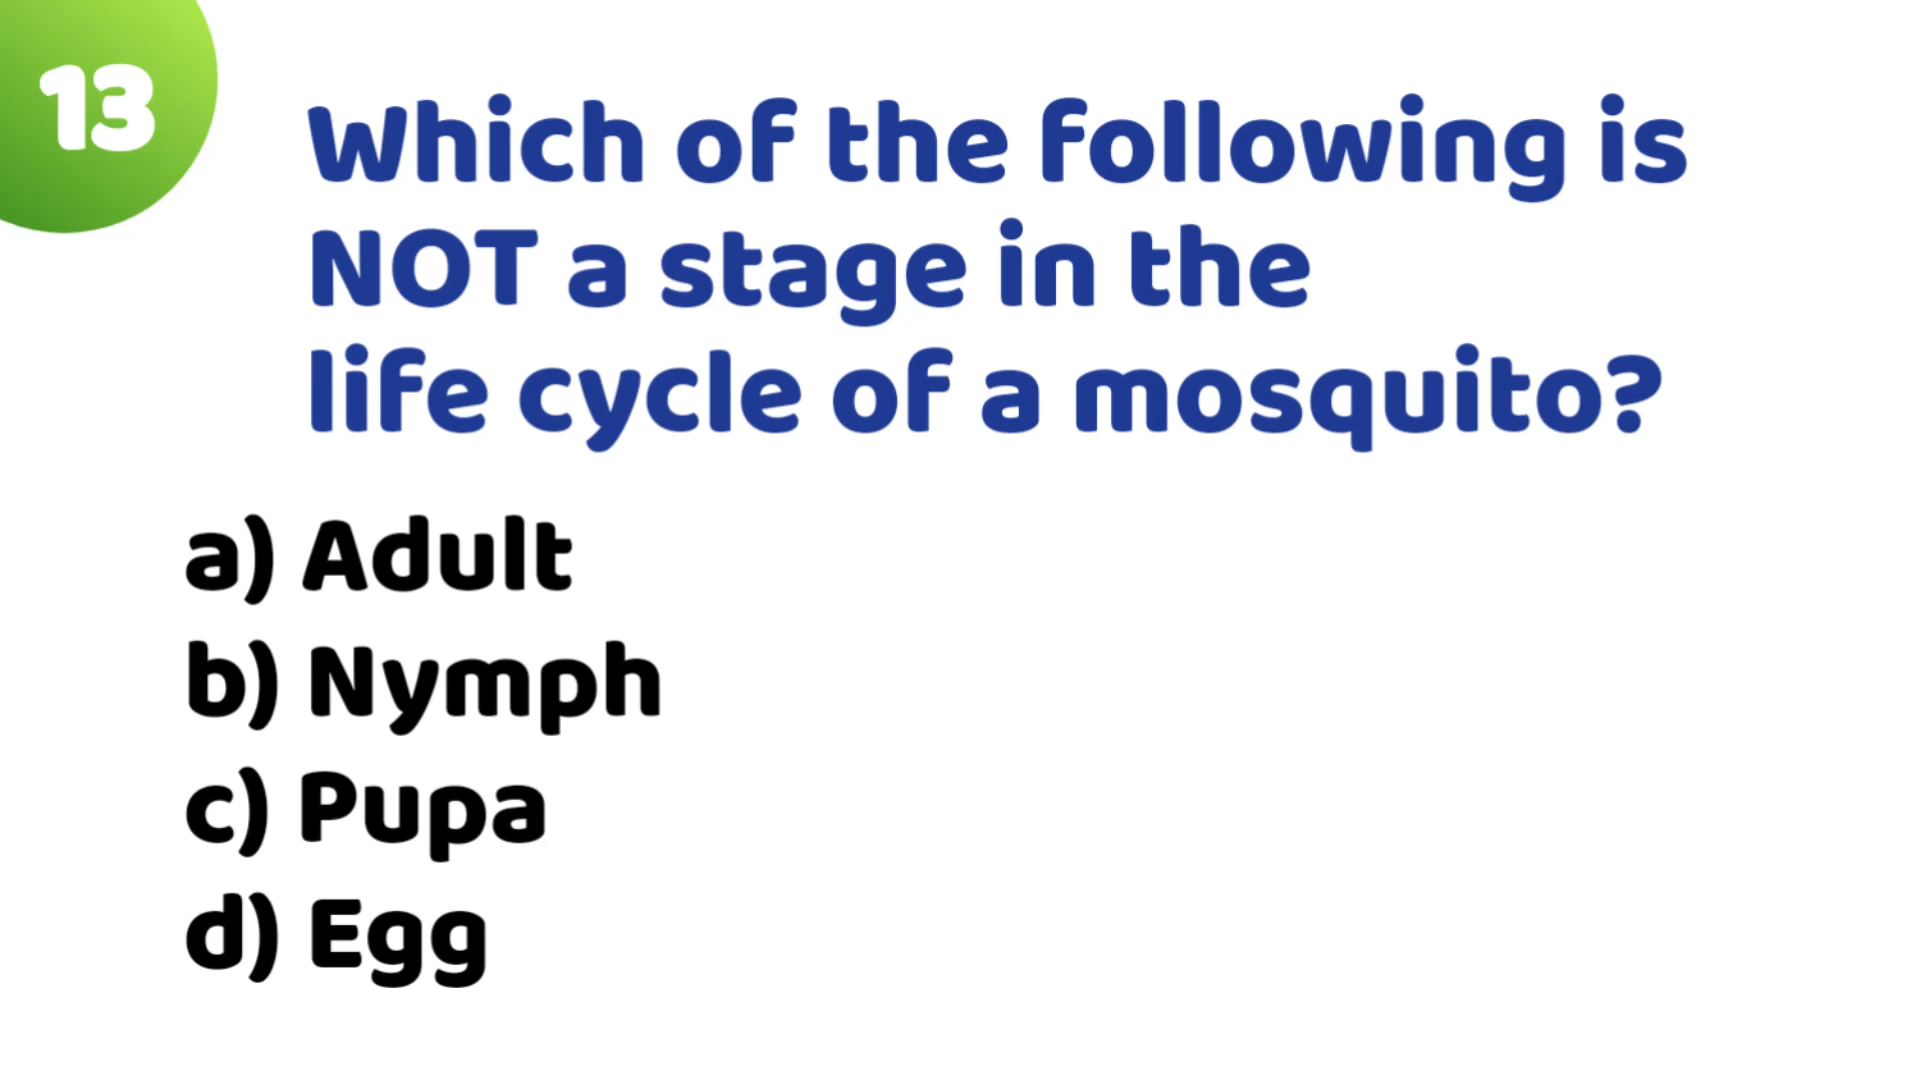 13
Which of the following is
NOT a stage in the
life cycle of a mosquito?
a) Adult
b) Nymph
c) Pupa
d) Egg